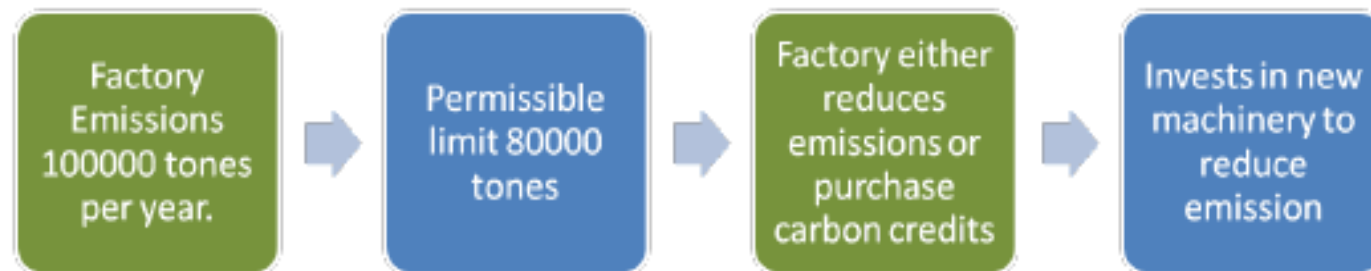 Factory
Emissions
100000 tones
per year.
Permissible
limit 80000
tones
Factory either
reduces
emissions or
purchase
carbon credits
Invests in new
machinery to
reduce
emission